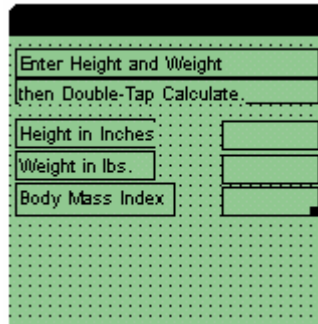 Enter Height and Weight
then Double-Tap Calculate.
Height in Inches
Weight in lbs.
Body Mass Index